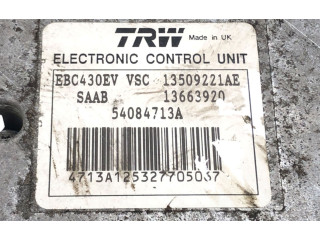 TRW Made in UK
ELECTRONIC CONTROL UNIT
EBC430EV VSC 13509221AE
SAAB 13663920
54084713A
4713A125327705037